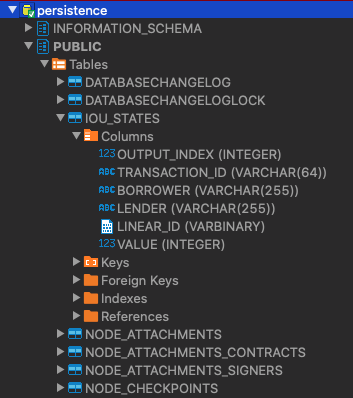 persistence
INFORMATION_SCHEMA
PUBLIC
Tables
DATABASECHANGELOG
DATABASECHANGELOGLOCK
IOU_STATES
Columns
123 OUTPUT_INDEX (INTEGER)
ABC TRANSACTION_ID (VARCHAR(64))
ABC BORROWER (VARCHAR(255))
ABC LENDER (VARCHAR(255))
LINEAR_ID (VARBINARY)
123 VALUE (INTEGER)
Keys
Foreign Keys
Indexes
References
NODE_ATTACHMENTS
NODE_ATTACHMENTS_CONTRACTS
NODE_ATTACHMENTS_SIGNERS
NODE_CHECKPOINTS